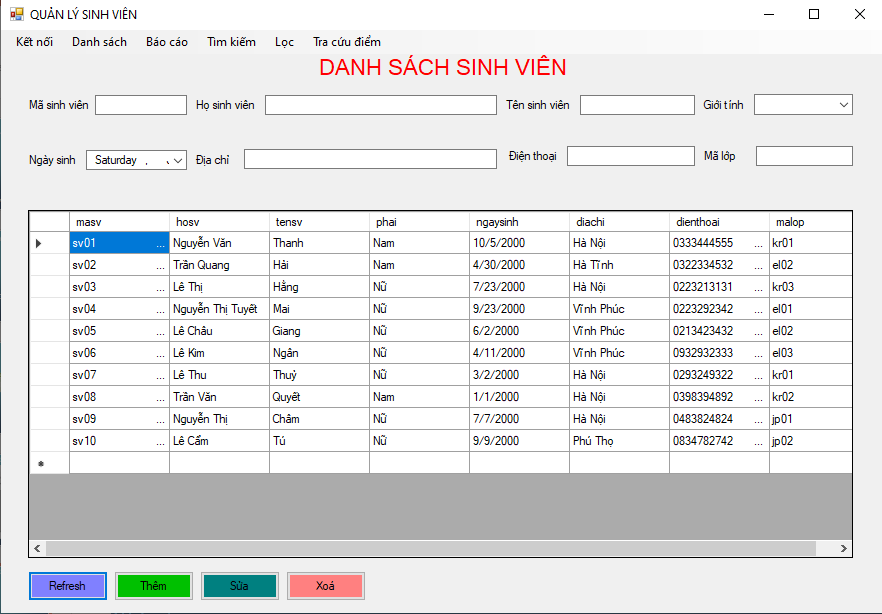 QUẢN LÝ SINH VIÊN
Kết nối Danh sách Báo cáo Tìm kiếm Lọc Tra cứu điểm
DANH SÁCH SINH VIÊN
Mã sinh viên Họ sinh viên Tên sinh viên Giới tính
Ngày sinh Saturday , Địa chỉ Điện thoại Mã lớp
masv hosv tensv phai ngaysinh diachi dienthoai malop
sv01 ... Nguyễn Văn Thanh Nam 10/5/2000 Hà Nội 0333444555 ... kr01
sv02 ... Trần Quang Hải Nam 4/30/2000 Hà Tĩnh 0322334532 ... el02
sv03 ... Lê Thị Hằng Nữ 7/23/2000 Hà Nội 0223213131 ... kr03
sv04 ... Nguyễn Thị Tuyết Mai Nữ 9/23/2000 Vĩnh Phúc 0223292342 ... el01
sv05 ... Lê Châu Giang Nữ 6/2/2000 Vĩnh Phúc 0213423432 ... el02
sv06 ... Lê Kim Ngân Nữ 4/11/2000 Vĩnh Phúc 0932932333 ... el03
sv07 ... Lê Thu Thuỷ Nữ 3/2/2000 Hà Nội 0293249322 ... kr01
sv08 ... Trần Văn Quyết Nam 1/1/2000 Hà Nội 0398394892 ... kr02
sv09 ... Nguyễn Thị Châm Nữ 7/7/2000 Hà Nội 0483824824 ... jp01
sv10 ... Lê Cẩm Tú Nữ 9/9/2000 Phú Thọ 0834782742 ... jp02
Refresh Thêm Sửa Xoá